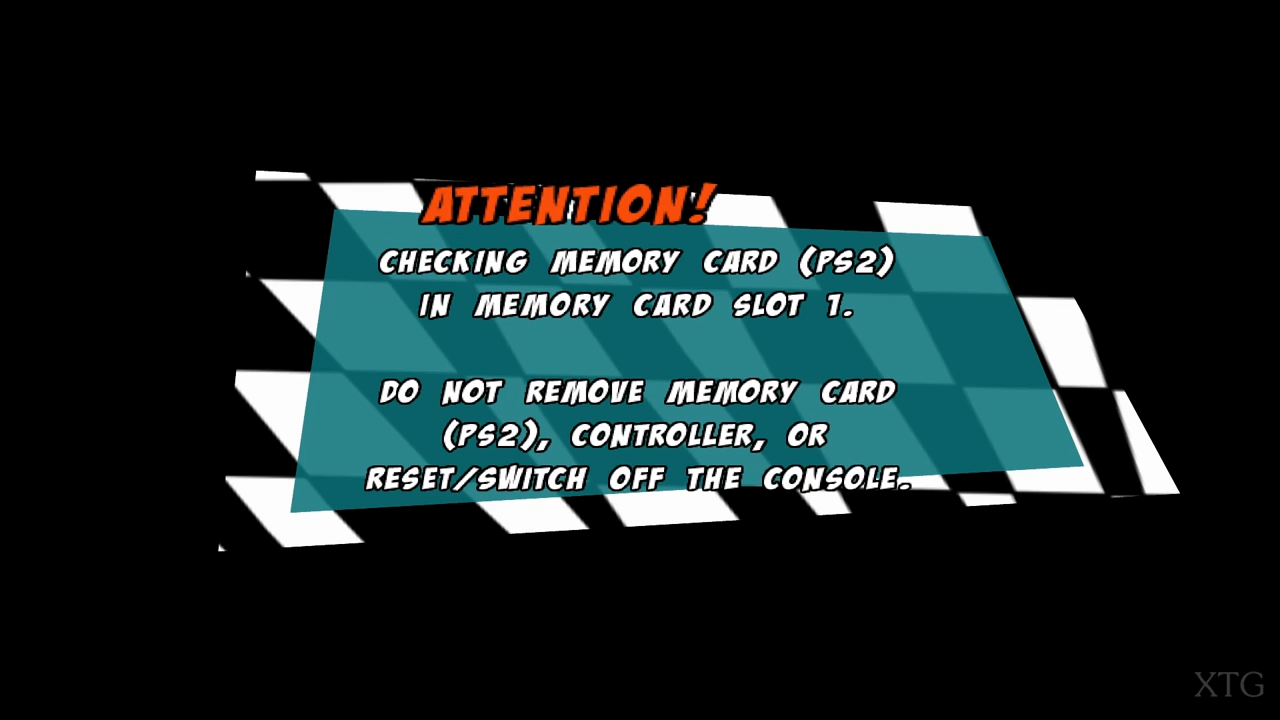 ATTENTION!
CHECKING MEMORY CARD (PS2)
IN MEMORY CARD SLOT 1.
DO NOT REMOVE MEMORY CARD
(PS2), CONTROLLER, OR
RESET/SWITCH OFF THE CONSOLE.
XTG